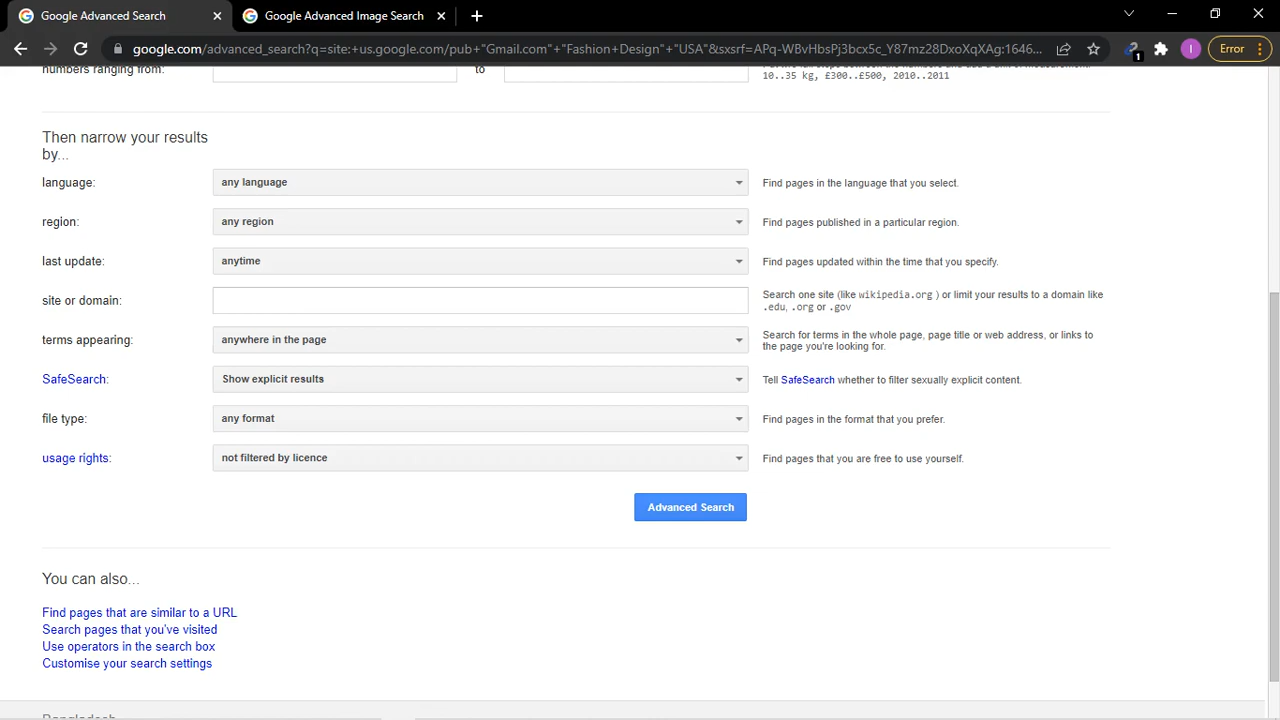 Google Advanced Search
Google Advanced Image Search
google.com/advanced_search?q=site:+us.google.com/pub+"Gmail.com"+"Fashion+Design"+"USA"&sxsrf=APq-WBvHbsPj3bcx5c_Y87mz28DxoXqXAg:1646...
1
I
Error
numbers ranging from:
to
10..35 kg, £300..£500, 2010..2011
Then narrow your results
by...
language:
any language
Find pages in the language that you select.
region:
any region
Find pages published in a particular region.
last update:
anytime
Find pages updated within the time that you specify.
site or domain:
Search one site (like wikipedia.org ) or limit your results to a domain like
.edu, .org or .gov
terms appearing:
anywhere in the page
Search for terms in the whole page, page title or web address, or links to
the page you're looking for.
SafeSearch:
Show explicit results
Tell SafeSearch whether to filter sexually explicit content.
file type:
any format
Find pages in the format that you prefer.
usage rights:
not filtered by licence
Find pages that you are free to use yourself.
Advanced Search
You can also...
Find pages that are similar to a URL
Search pages that you've visited
Use operators in the search box
Customise your search settings
Bangladesh